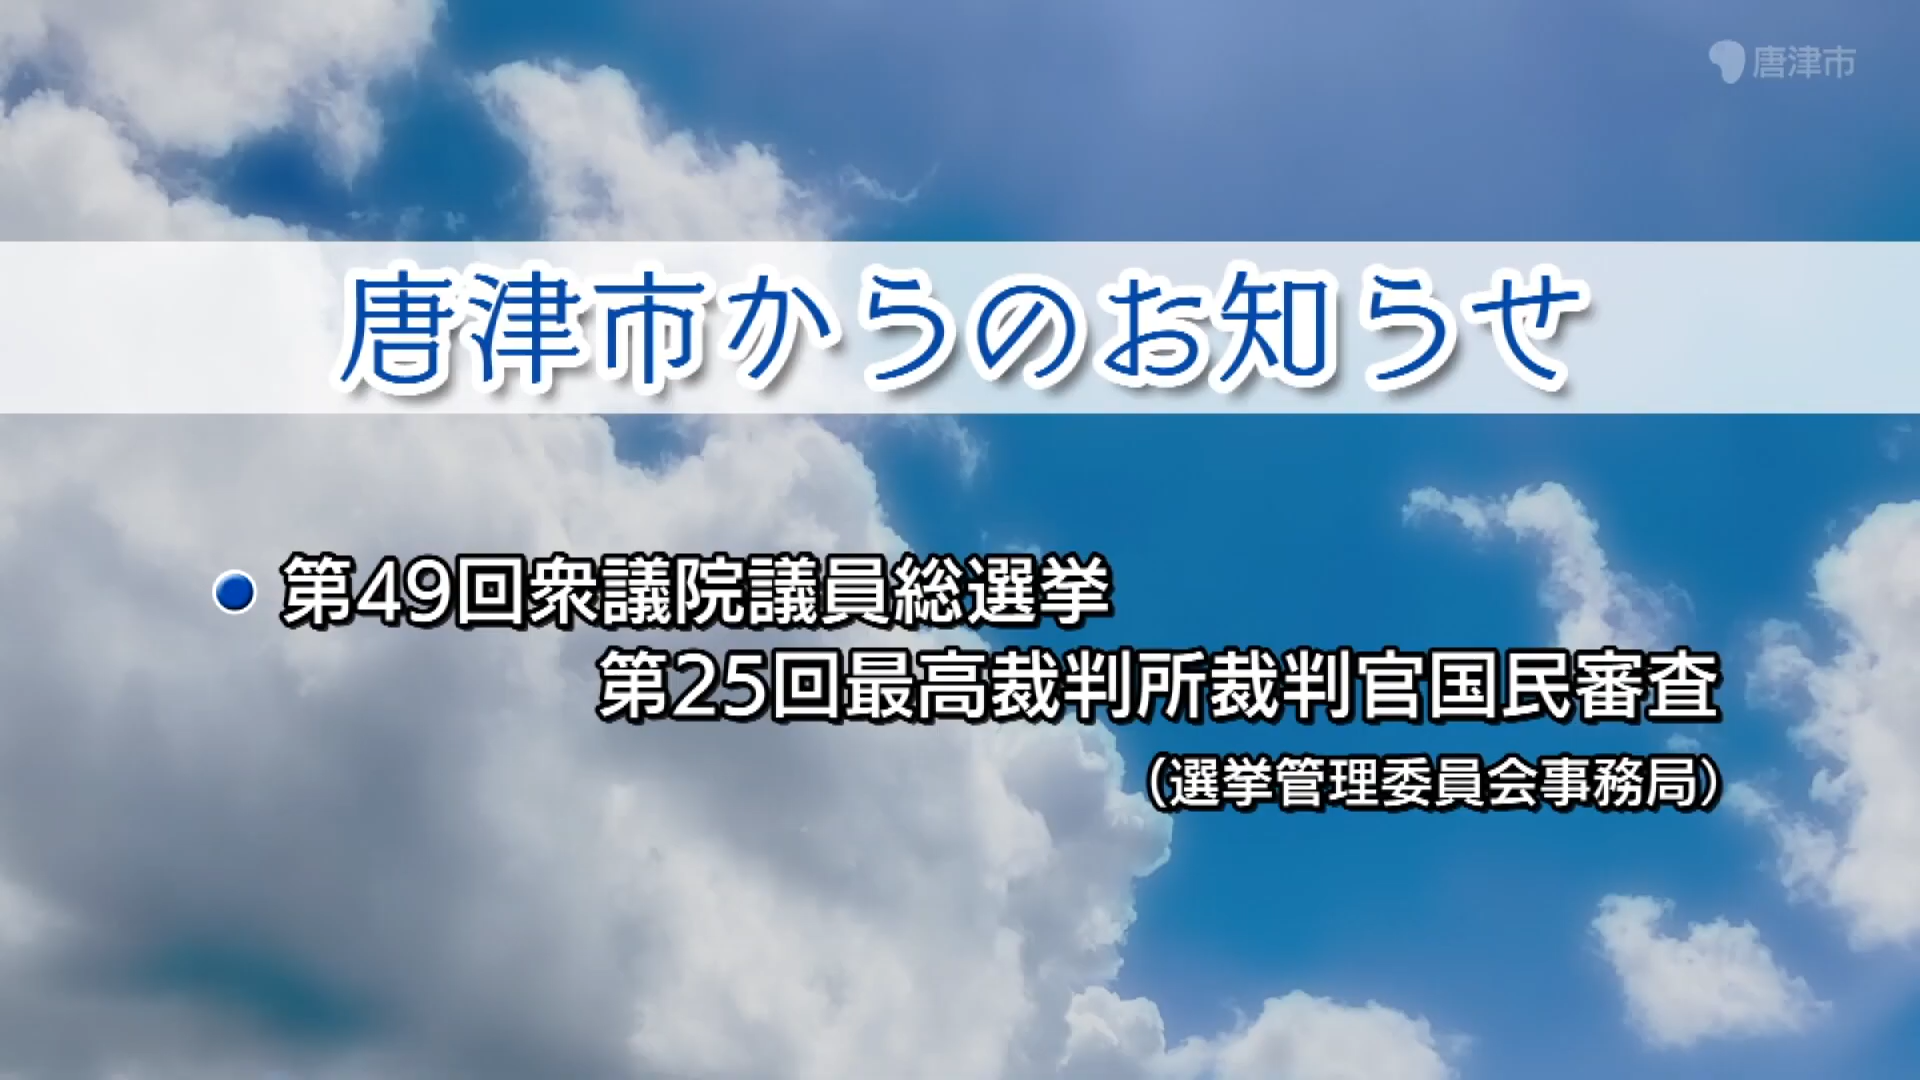 唐津市
唐津市からのお知らせ
第49回衆議院議員総選挙
第25回最高裁判所裁判官国民審査
（選挙管理委員会事務局）